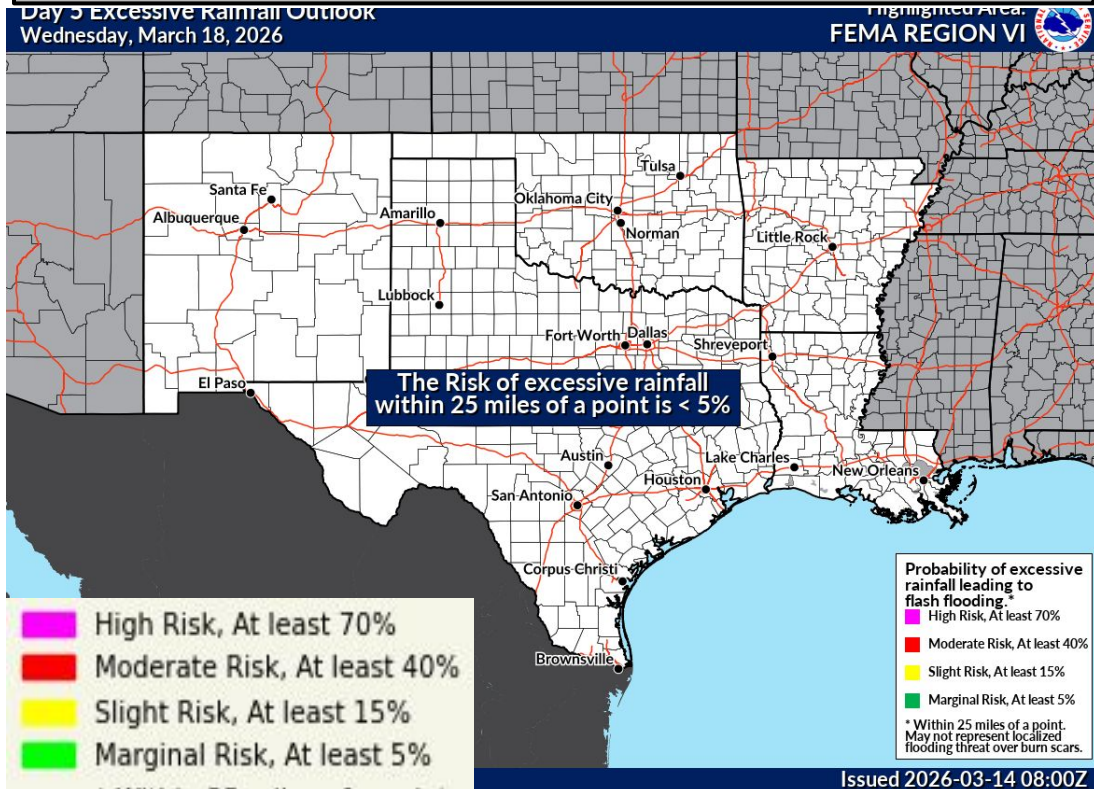 Day 5 Excessive Rainfall Outlook
Wednesday, March 18, 2026
Highlighted Area:
FEMA REGION VI
Santa Fe
Albuquerque
Amarillo
Lubbock
Tulsa
Oklahoma City
Norman
Little Rock
Fort Worth
Dallas
Shreveport
El Paso
The Risk of excessive rainfall
within 25 miles of a point is < 5%
Austin
San Antonio
Houston
Lake Charles
New Orleans
Corpus Christi
Brownsville
High Risk, At least 70%
Moderate Risk, At least 40%
Slight Risk, At least 15%
Marginal Risk, At least 5%
Probability of excessive
rainfall leading to
flash flooding.*
High Risk, At least 70%
Moderate Risk, At least 40%
Slight Risk, At least 15%
Marginal Risk, At least 5%
* Within 25 miles of a point.
May not represent localized
flooding threat over burn scars.
Issued 2026-03-14 08:00Z